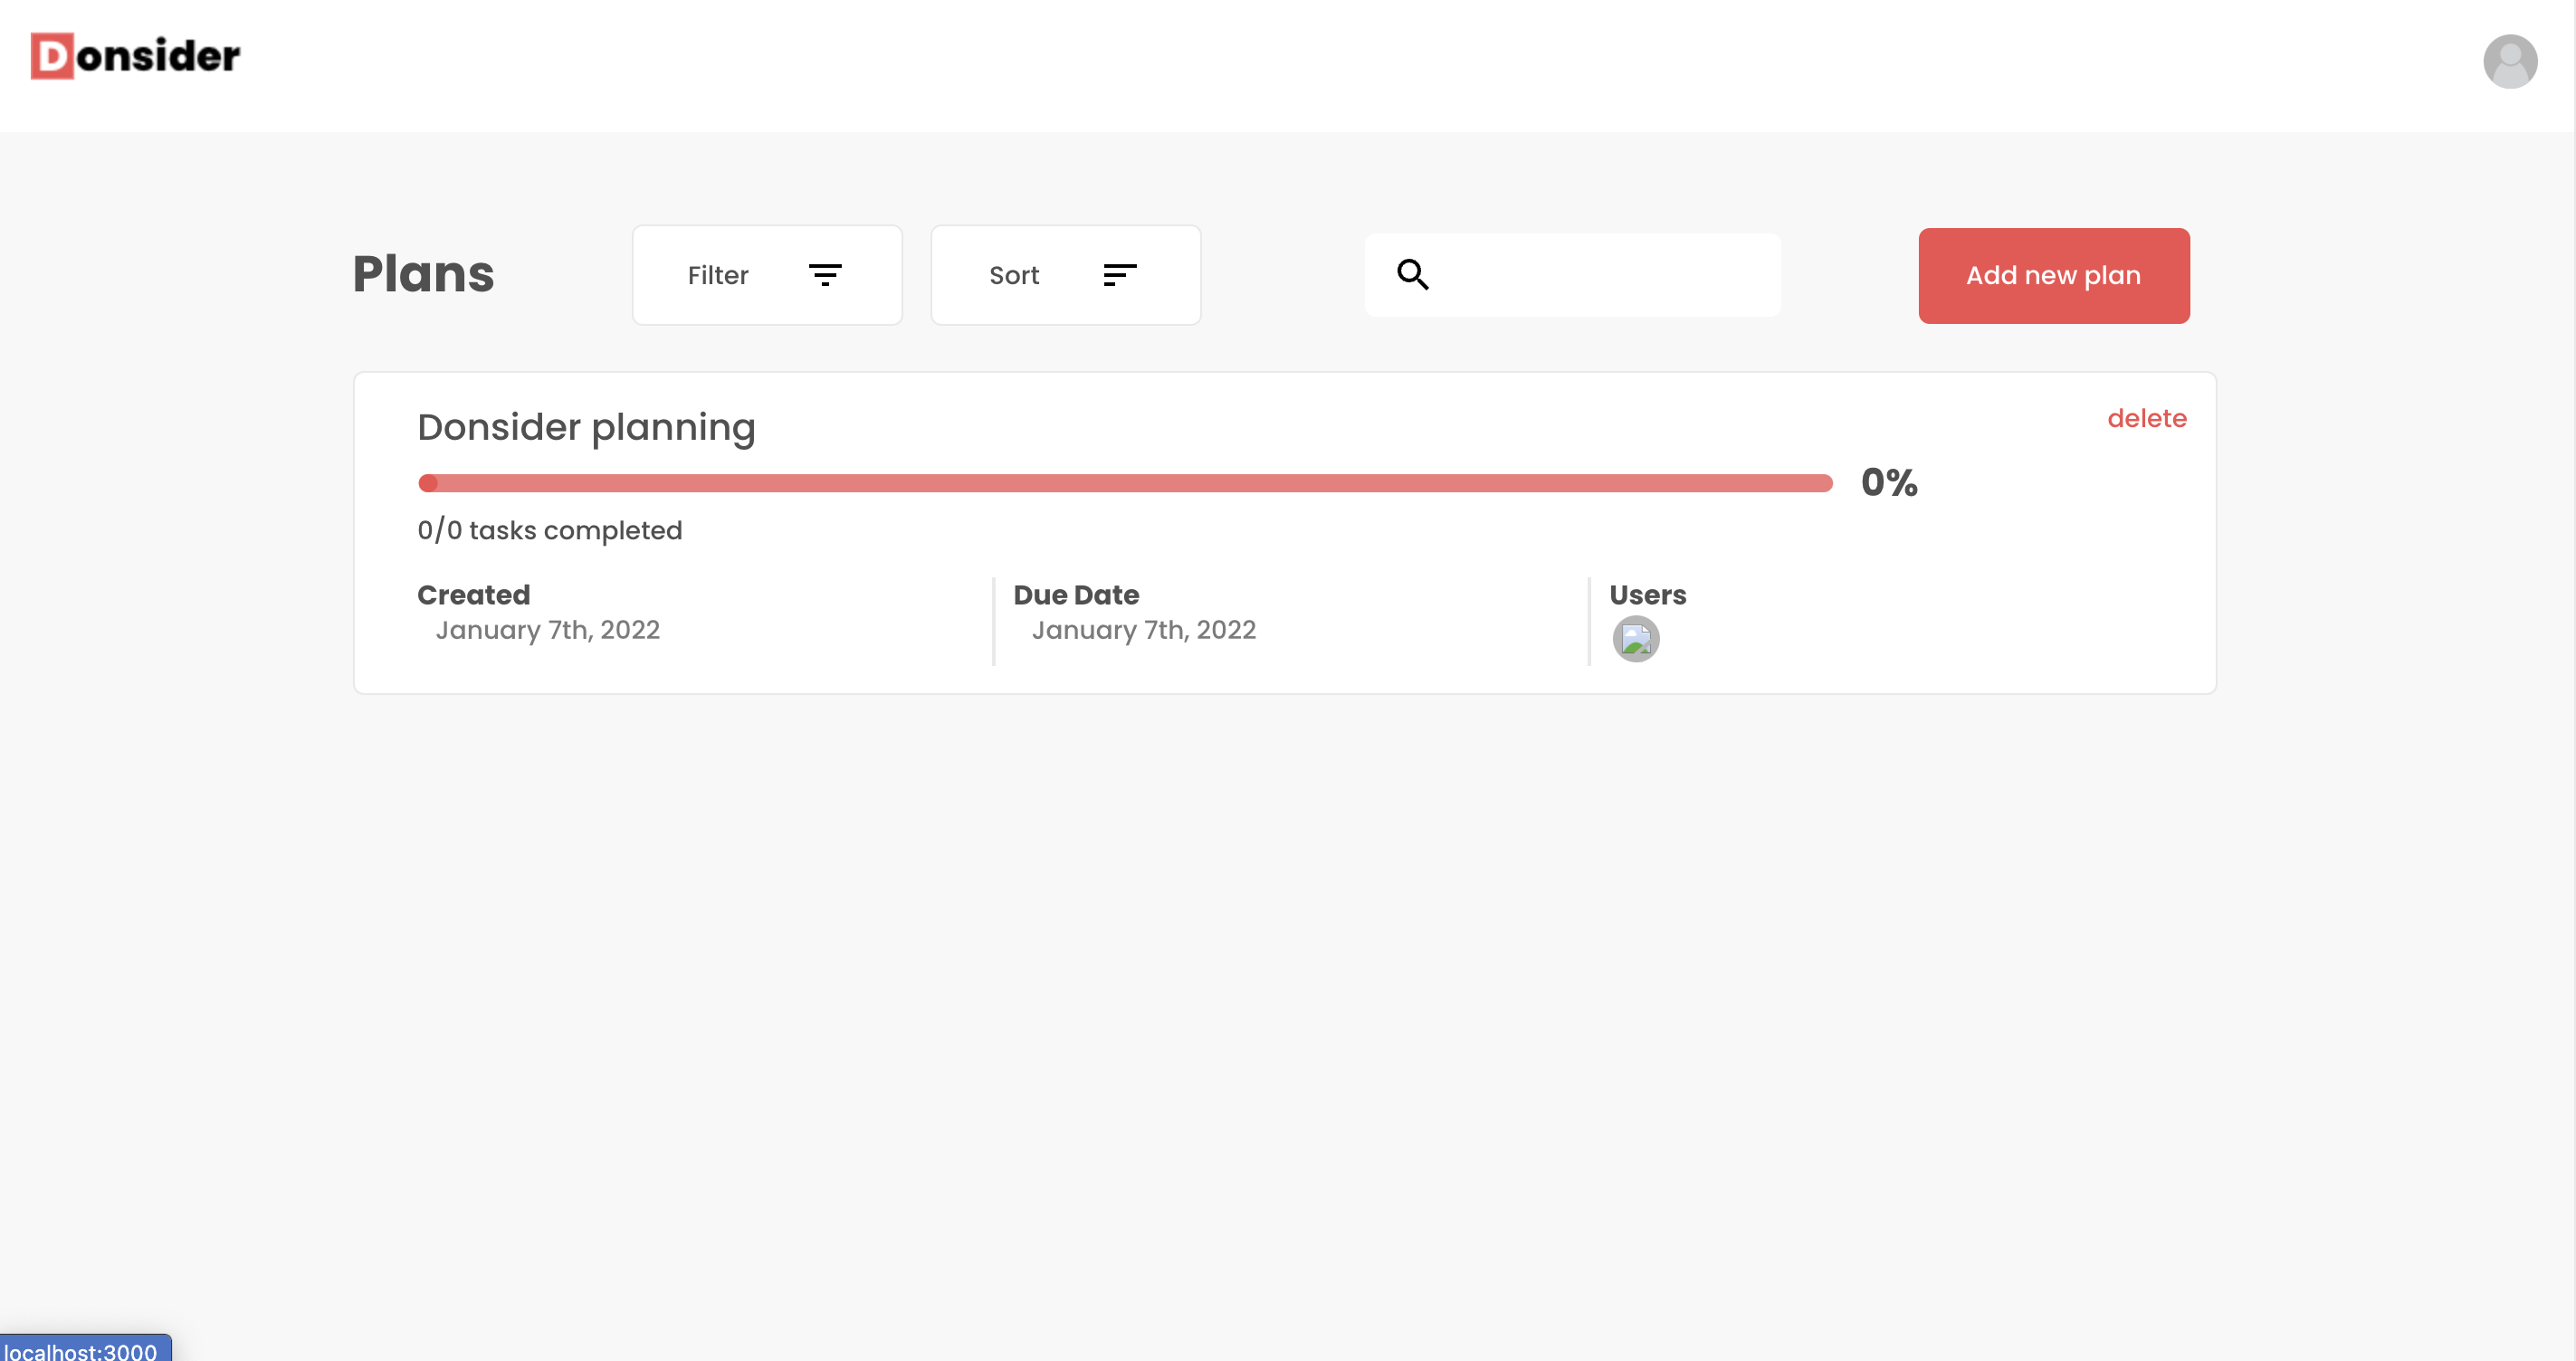 Donsider
Plans
Filter
Sort
Add new plan
Donsider planning
delete
0%
0/0 tasks completed
Created
January 7th, 2022
Due Date
January 7th, 2022
Users
localhost:3000